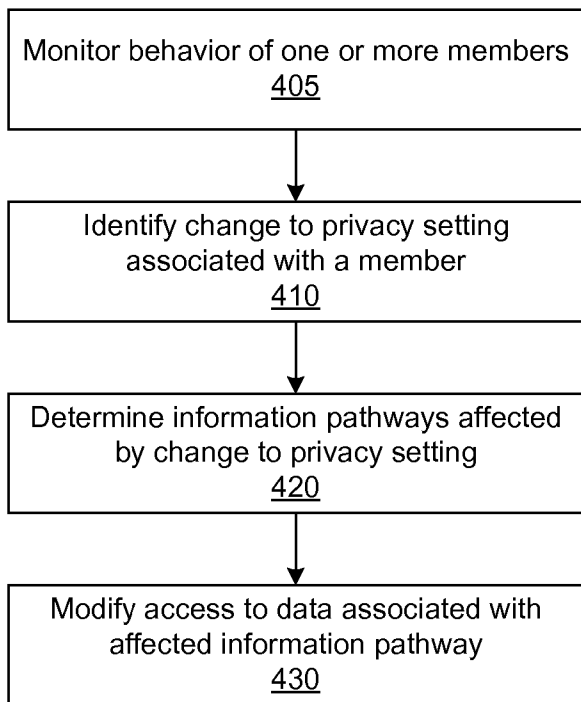 Monitor behavior of one or more members
405
Identify change to privacy setting
associated with a member
410
Determine information pathways affected
by change to privacy setting
420
Modify access to data associated with
affected information pathway
430